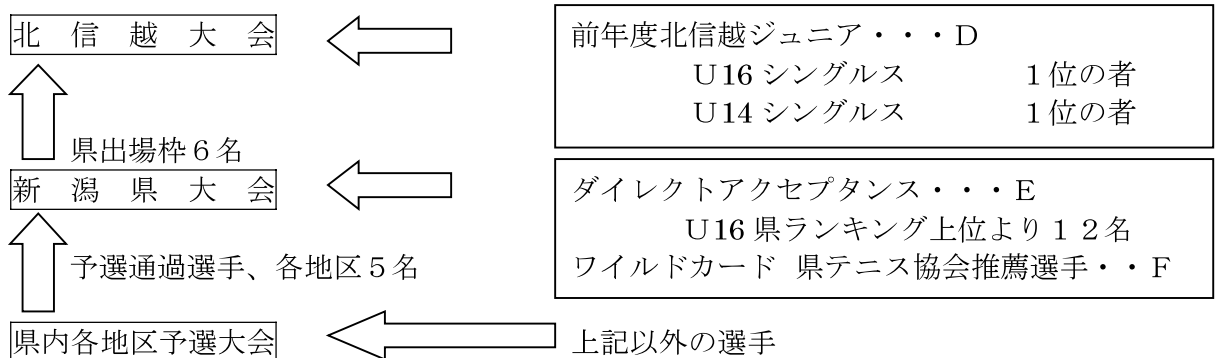 北 信 越 大 会
前年度北信越ジュニア・・・D
U16 シングルス 1位の者
U14 シングルス 1位の者
県出場枠6名
新 潟 県 大 会
ダイレクトアクセプタンス・・・E
U16 県ランキング上位より12名
ワイルドカード 県テニス協会推薦選手・・F
予選通過選手、各地区5名
県内各地区予選大会
上記以外の選手